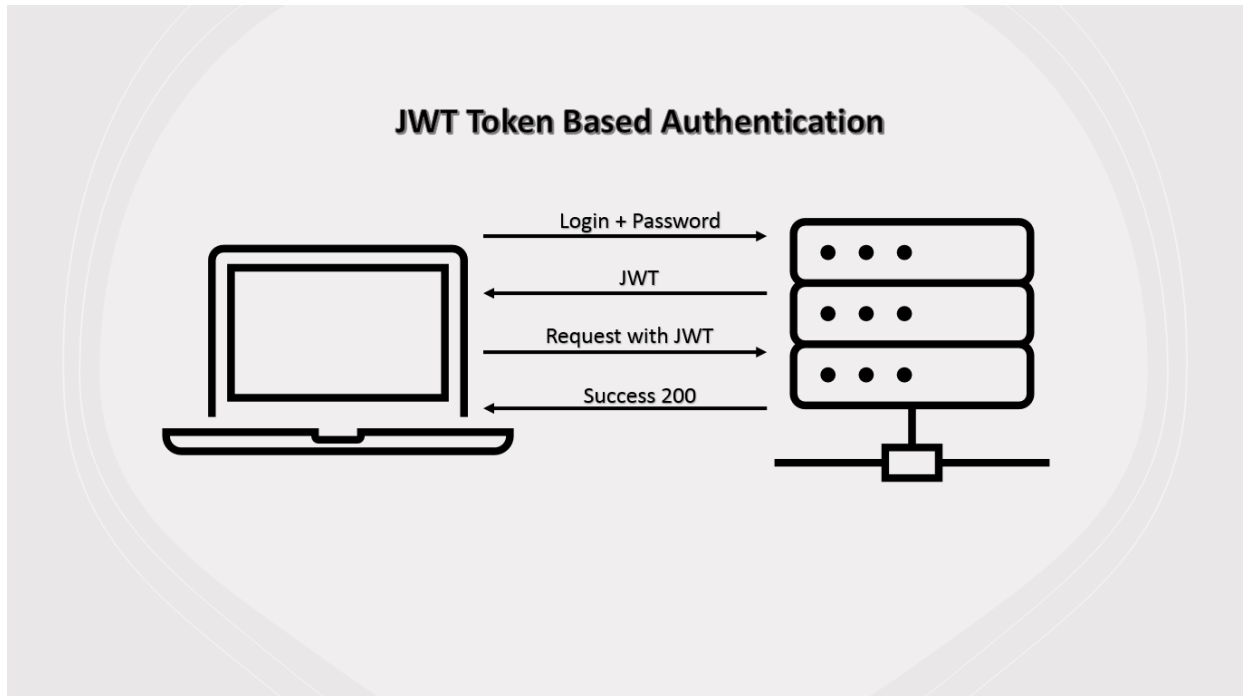 JWT Token Based Authentication
Login + Password
JWT
Request with JWT
Success 200